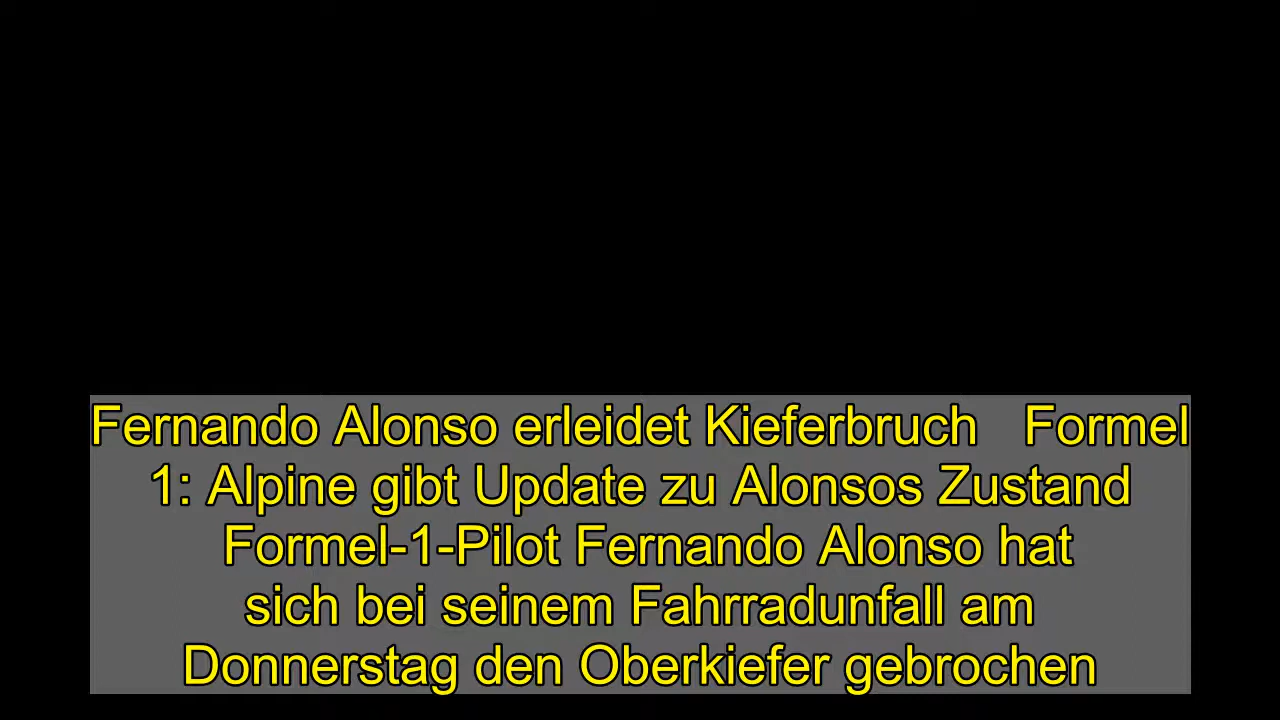 Fernando Alonso erleidet Kieferbruch   Formel
1: Alpine gibt Update zu Alonsos Zustand
Formel-1-Pilot Fernando Alonso hat
sich bei seinem Fahrradunfall am
Donnerstag den Oberkiefer gebrochen